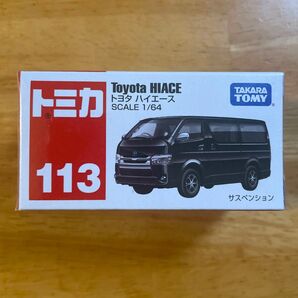 トミカ
113
Toyota HIACE
トヨタ ハイエース
SCALE 1/64
TAKARA
TOMY
サスペンション